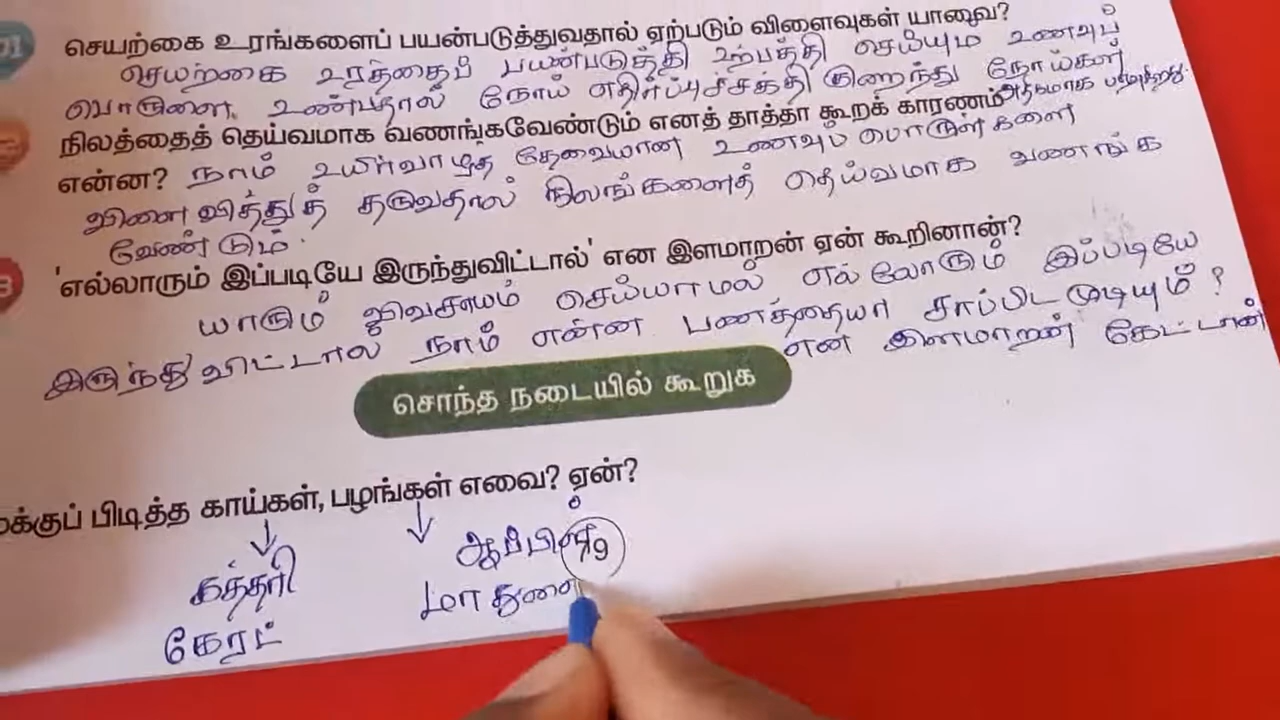 செயற்கை உரங்களைப் பயன்படுத்துவதால் ஏற்படும் விளைவுகள் யாவை?
செயற்கை உரத்தைப் பயன்படுத்தி உற்பத்தி செய்யும் உணவுப்
பொருளை உண்பதால் நோய் எதிர்ப்புச்சக்தி குறைந்து நோய்கள்
அதிகமாக பரவுகிறது.
நிலத்தைத் தெய்வமாக வணங்கவேண்டும் எனத் தாத்தா கூறக் காரணம்
என்ன? நாம் உயிர்வாழத் தேவையான உணவுப் பொருள்களை
விளைவித்துத் தருவதால் நிலங்களைத் தெய்வமாக வணங்க
வேண்டும்.
'எல்லாரும் இப்படியே இருந்துவிட்டால்' என இளமாறன் ஏன் கூறினான்?
யாரும் விவசாயம் செய்யாமல் எல்லோரும் இப்படியே
இருந்து விட்டால் நாம் என்ன பணத்தையா சாப்பிட முடியும்?
என இளமாறன் கேட்டான்
சொந்த நடையில் கூறுக
க்குப் பிடித்த காய்கள், பழங்கள் எவை? ஏன்?
கத்தரி ஆப்பிள்
கேரட் மாதுளை
79